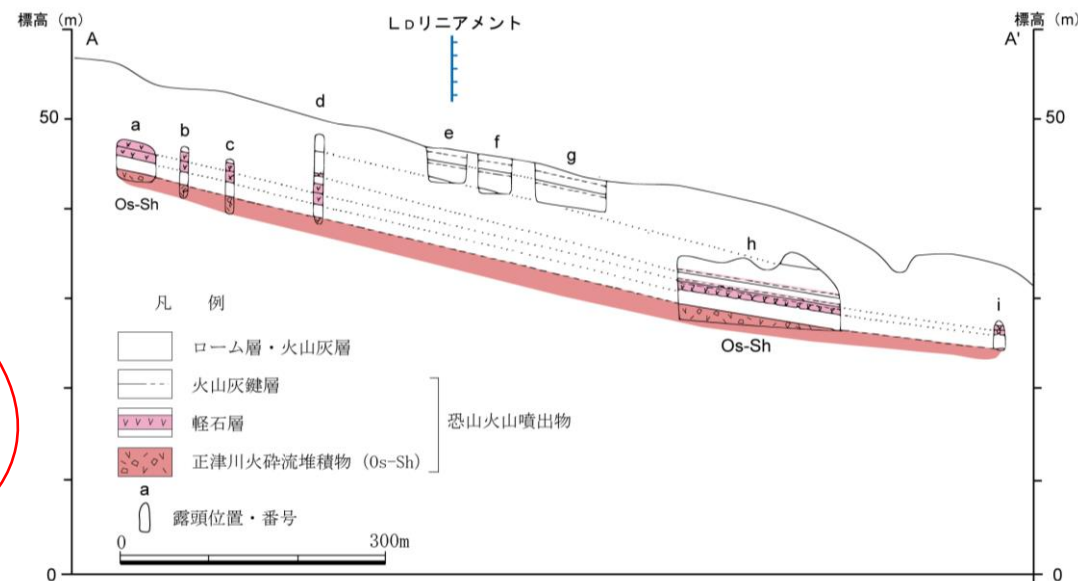 標高（m）
LDリニアメント
標高（m）
A
A'
50
50
a
b
c
d
e
f
g
h
i
Os-Sh
Os-Sh
凡　例
ローム層・火山灰層
火山灰鍵層
軽石層
恐山火山噴出物
正津川火砕流堆積物（Os-Sh）
a
露頭位置・番号
0
300m
0
0